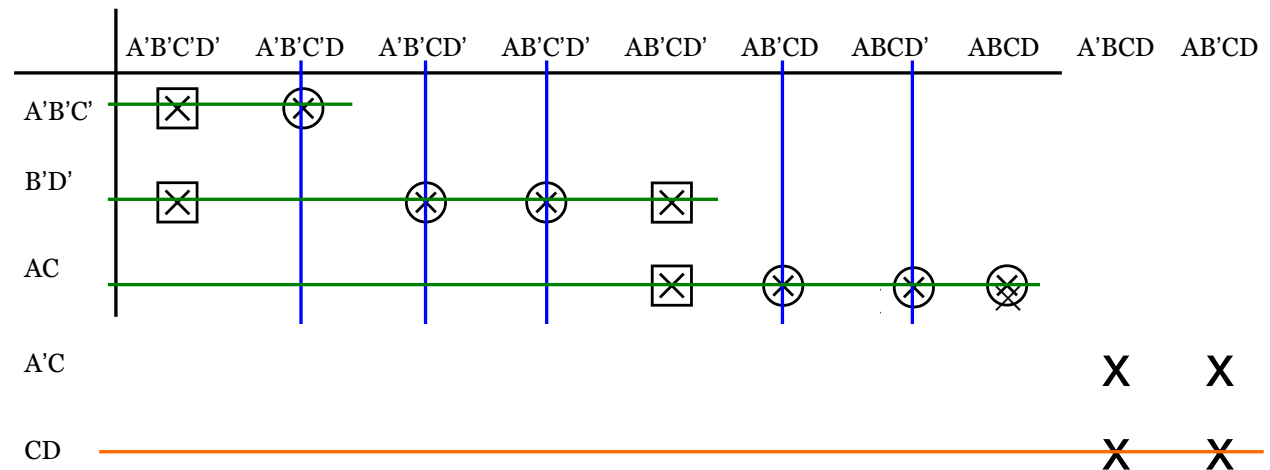 A’B’C’D’ A’B’C’D A’B’CD’ AB’C’D’ AB’CD’ AB’CD ABCD’ ABCD A’BCD AB’CD
A’B’C’
B’D’
AC
A’C X X
CD X X